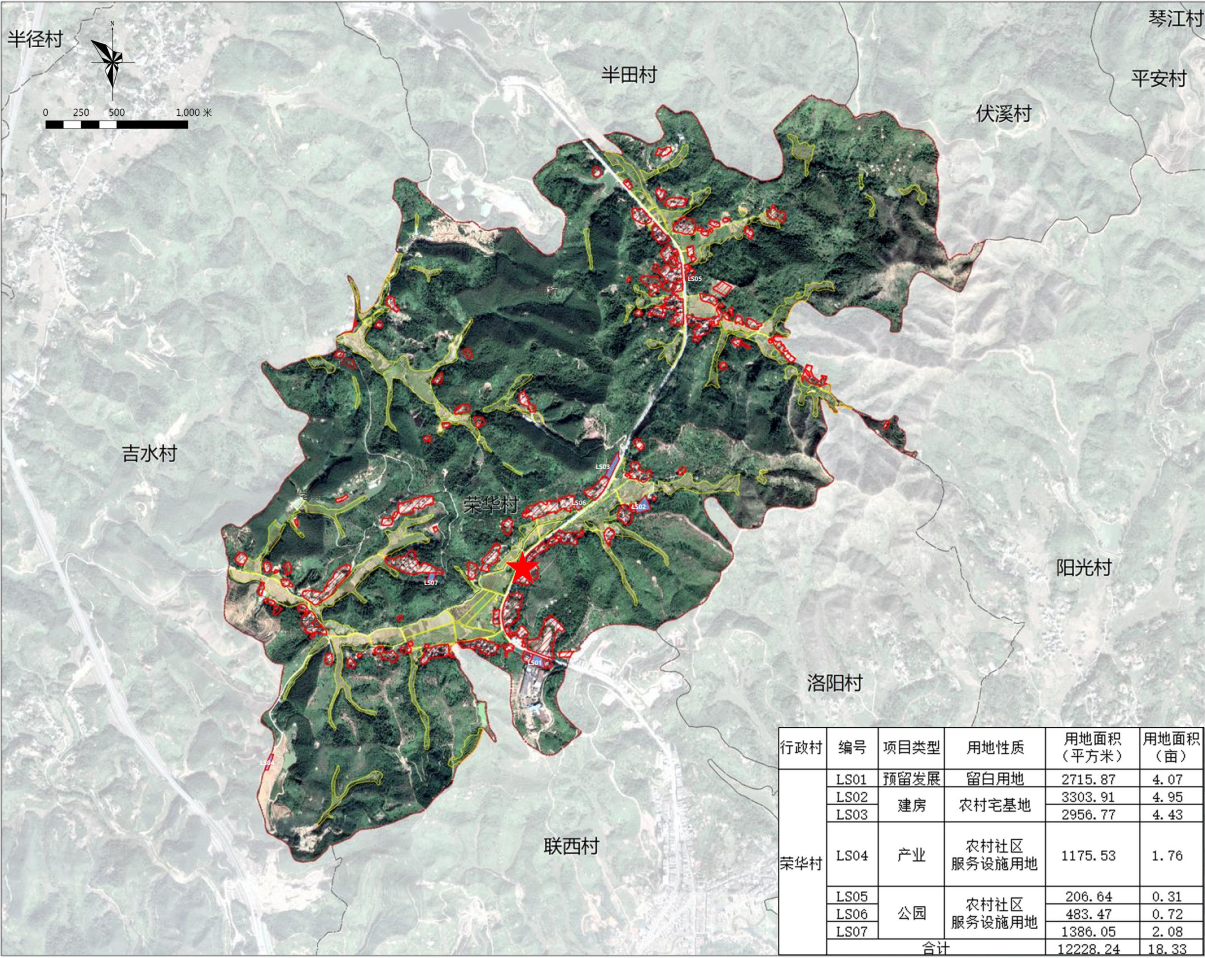 琴江村
半径村
N
半田村
平安村
0 250 500 1,000 米
伏溪村
LS05
吉水村
LS03
荣华村
LS06
LS02
阳光村
LS07
LS01
洛阳村
LS04
联西村
行政村 编号 项目类型 用地性质 用地面积（平方米） 用地面积（亩）
荣华村
LS01 预留发展 留白用地 2715.87 4.07
LS02 建房 农村宅基地 3303.91 4.95
LS03 2956.77 4.43
LS04 产业 农村社区服务设施用地 1175.53 1.76
LS05 公园 农村社区服务设施用地 206.64 0.31
LS06 483.47 0.72
LS07 1386.05 2.08
合计 12228.24 18.33